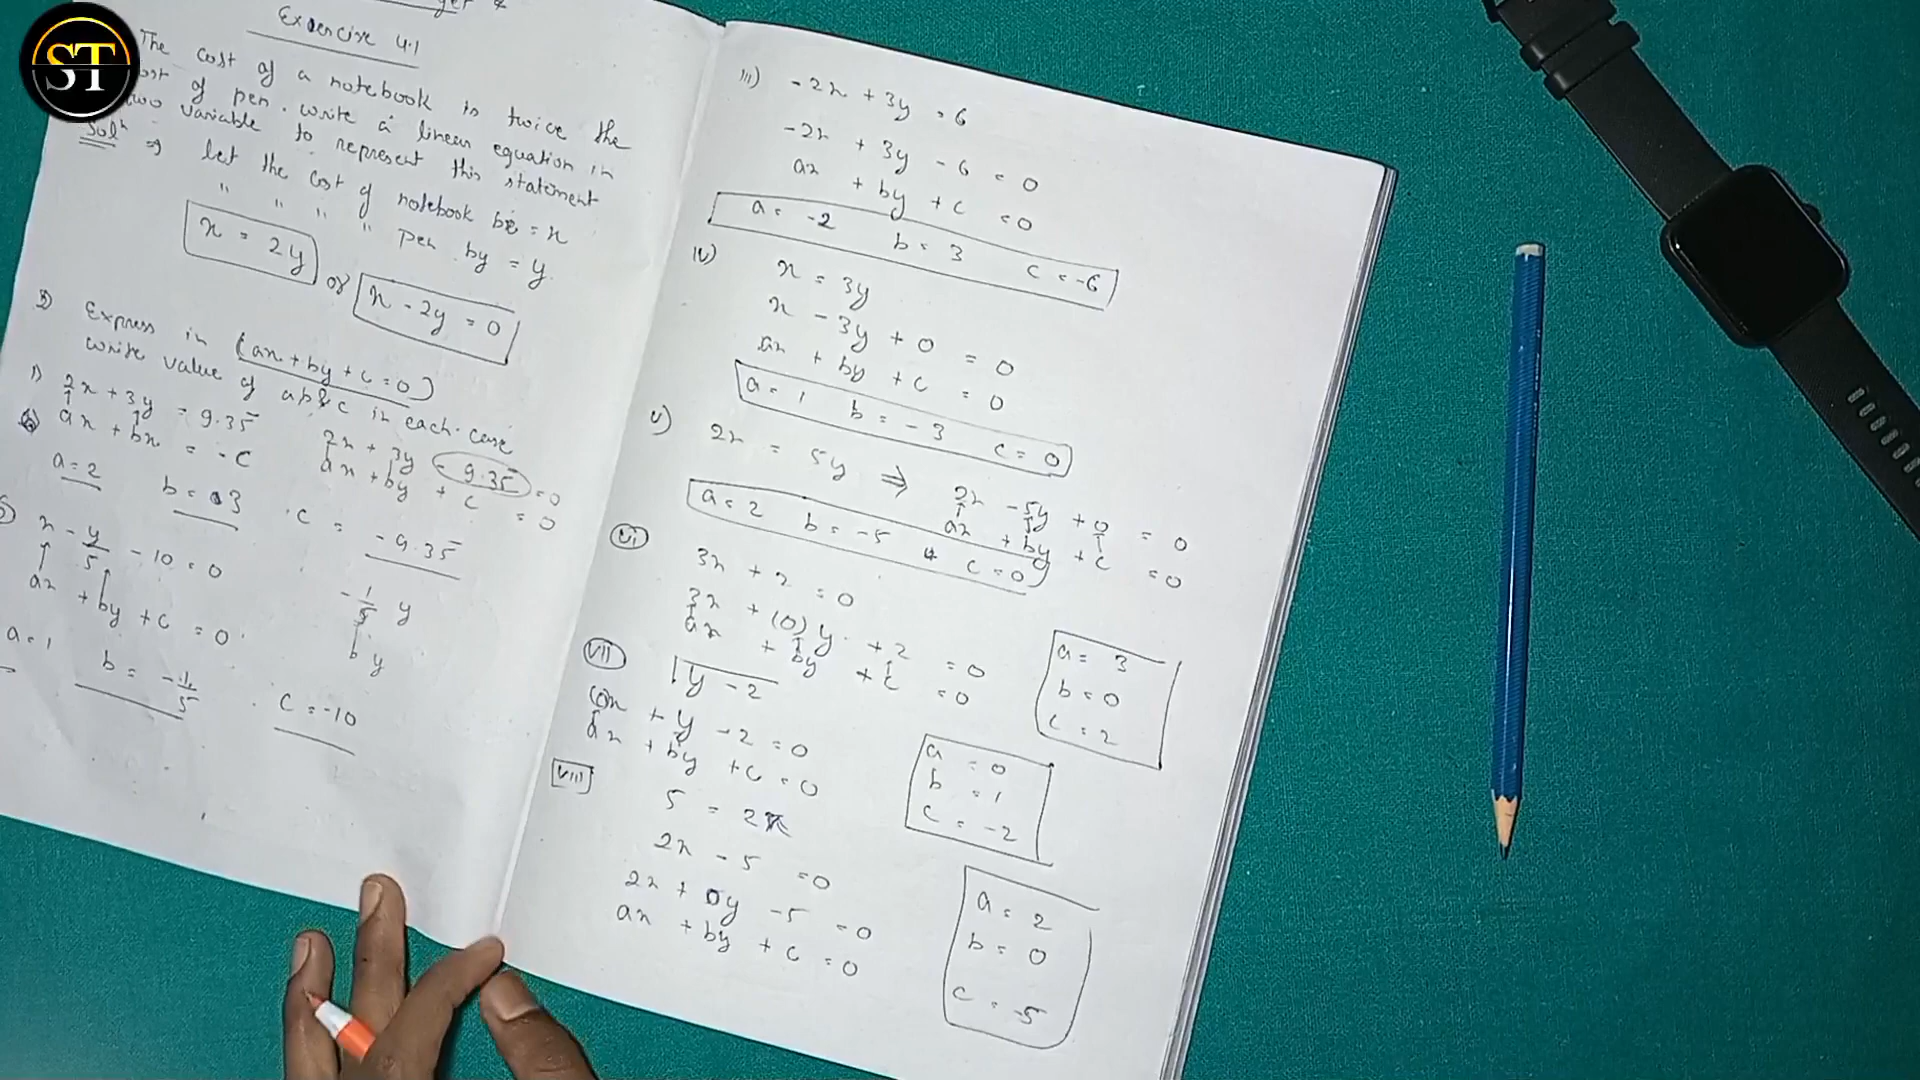 ST
Exercise 4.1
The cost of a notebook is twice the
cost of pen. write a linear equation in
two variable to represent this statement
Solⁿ ⇒ let the cost of notebook be = x
" " " " pen by = y.
x = 2y or x - 2y = 0
Express in (ax + by + c = 0)
write value of ab&c in each case
1) 2x + 3y = 9.35
ax + bx = -c
2x + 3y - 9.35 = 0
ax + by + c = 0
a = 2 b = 3 c = -9.35
x - y/5 - 10 = 0
ax + by + c = 0
-1/5 y
b y
a = 1 b = -1/5 c = -10
iii) -2x + 3y = 6
-2x + 3y - 6 = 0
ax + by + c = 0
a = -2 b = 3 c = -6
iv) x = 3y
x - 3y + 0 = 0
ax + by + c = 0
a = 1 b = -3 c = 0
v) 2x = 5y ⇒ 2x - 5y + 0 = 0
ax + by + c = 0
a = 2 b = -5 & c = 0
vi) 3x + 2 = 0
3x + (0)y + 2 = 0
ax + by + c = 0
a = 3
b = 0
c = 2
vii) y - 2
(0)x + y - 2 = 0
ax + by + c = 0
a = 0
b = 1
c = -2
viii) 5 = 2x
2x - 5 = 0
2x + 0y - 5 = 0
ax + by + c = 0
a = 2
b = 0
c = -5